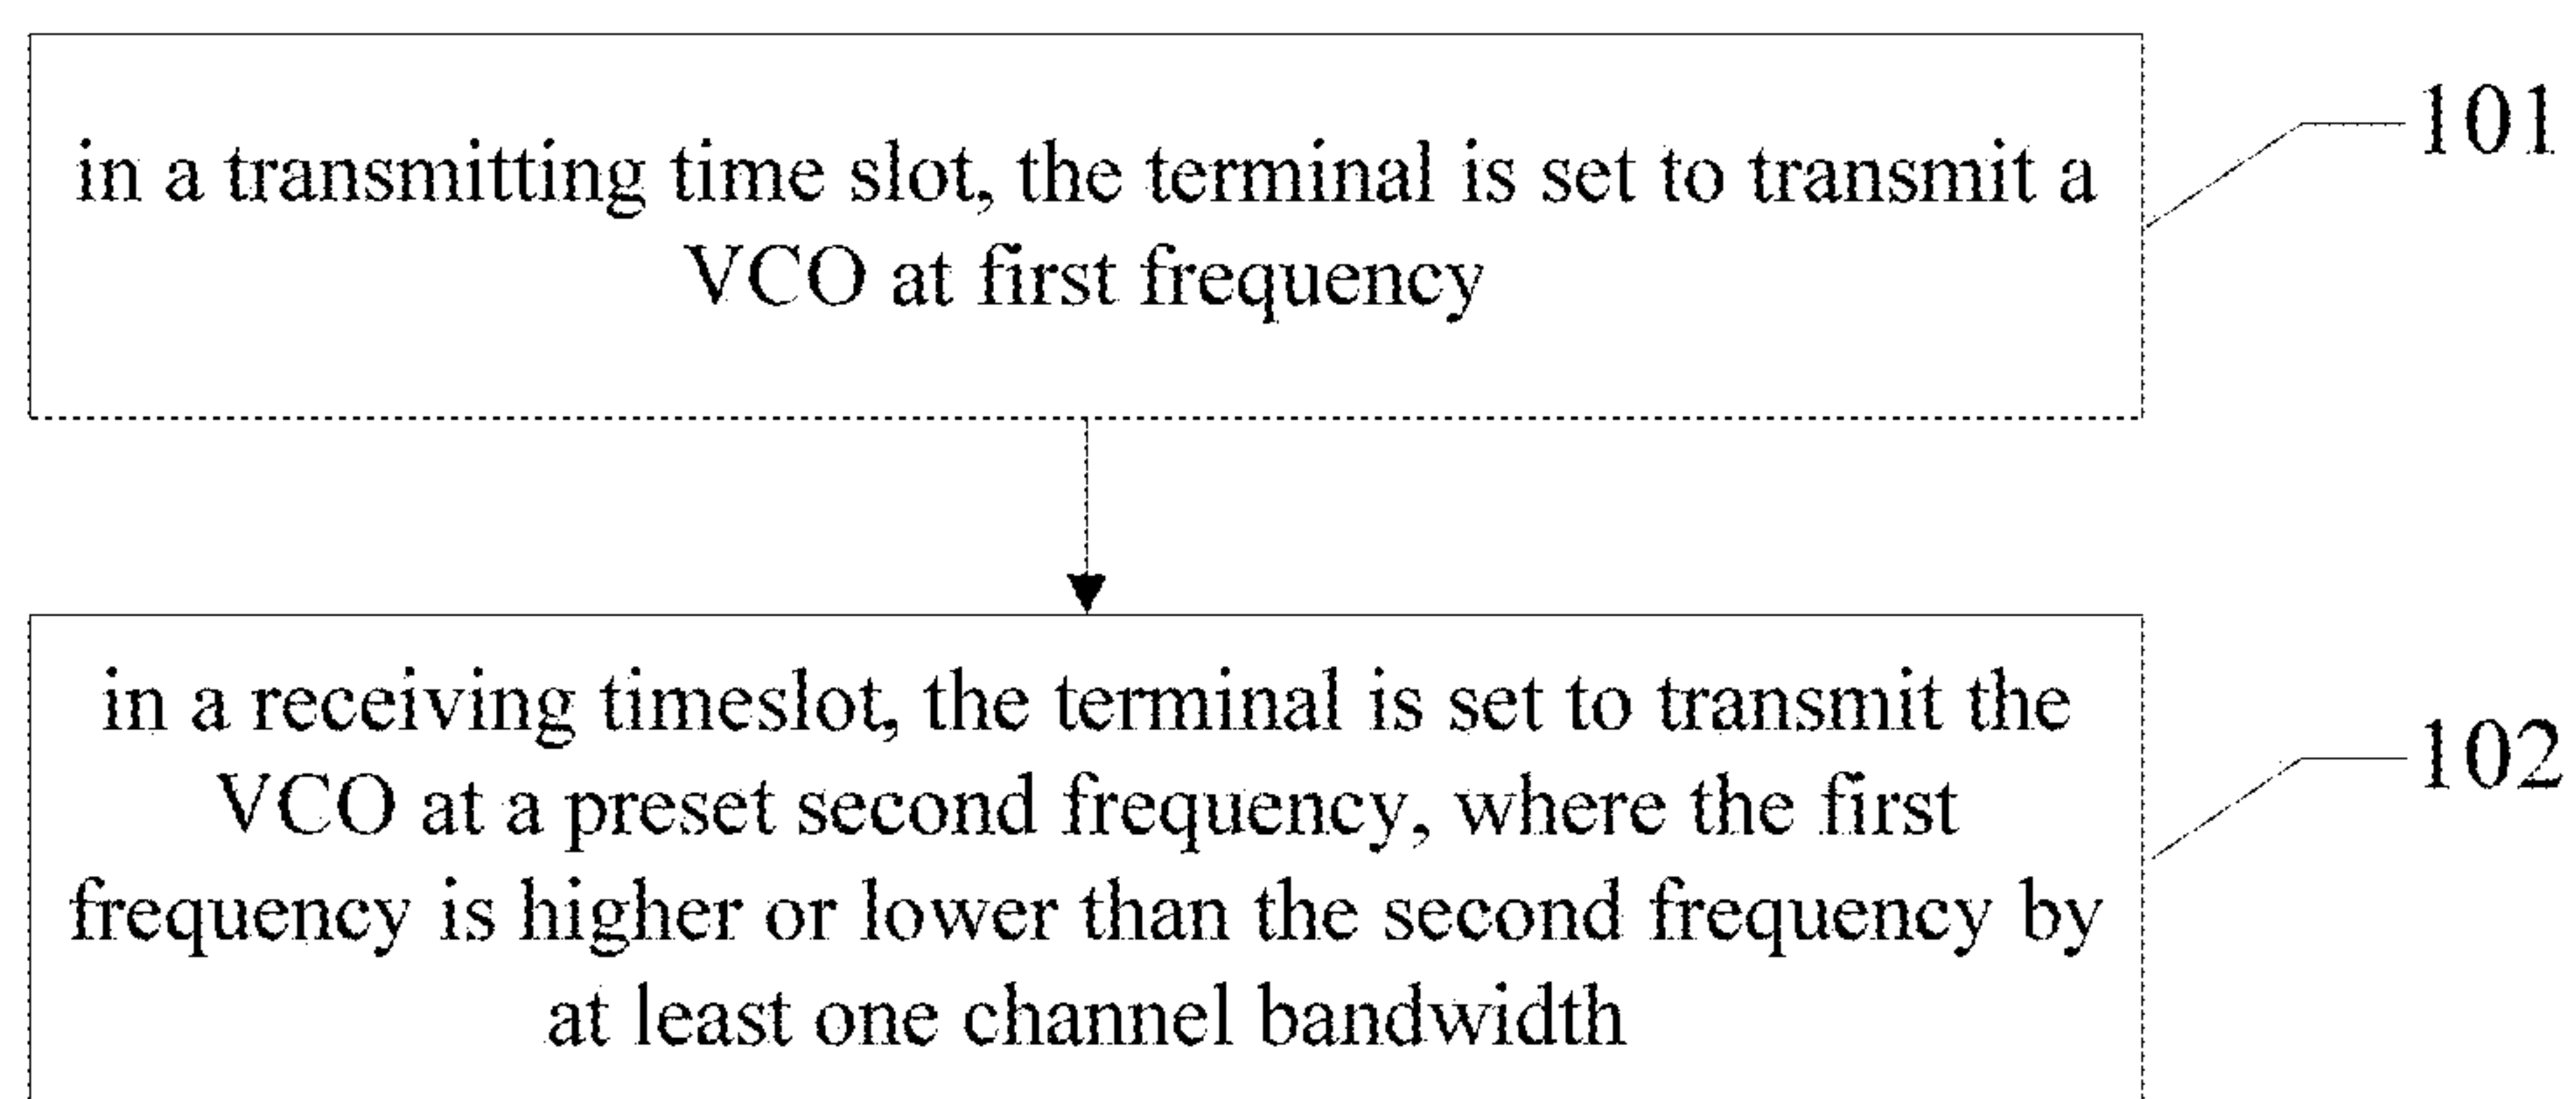 in a transmitting time slot, the terminal is set to transmit a
VCO at first frequency
101
in a receiving timeslot, the terminal is set to transmit the
VCO at a preset second frequency, where the first
frequency is higher or lower than the second frequency by
at least one channel bandwidth
102